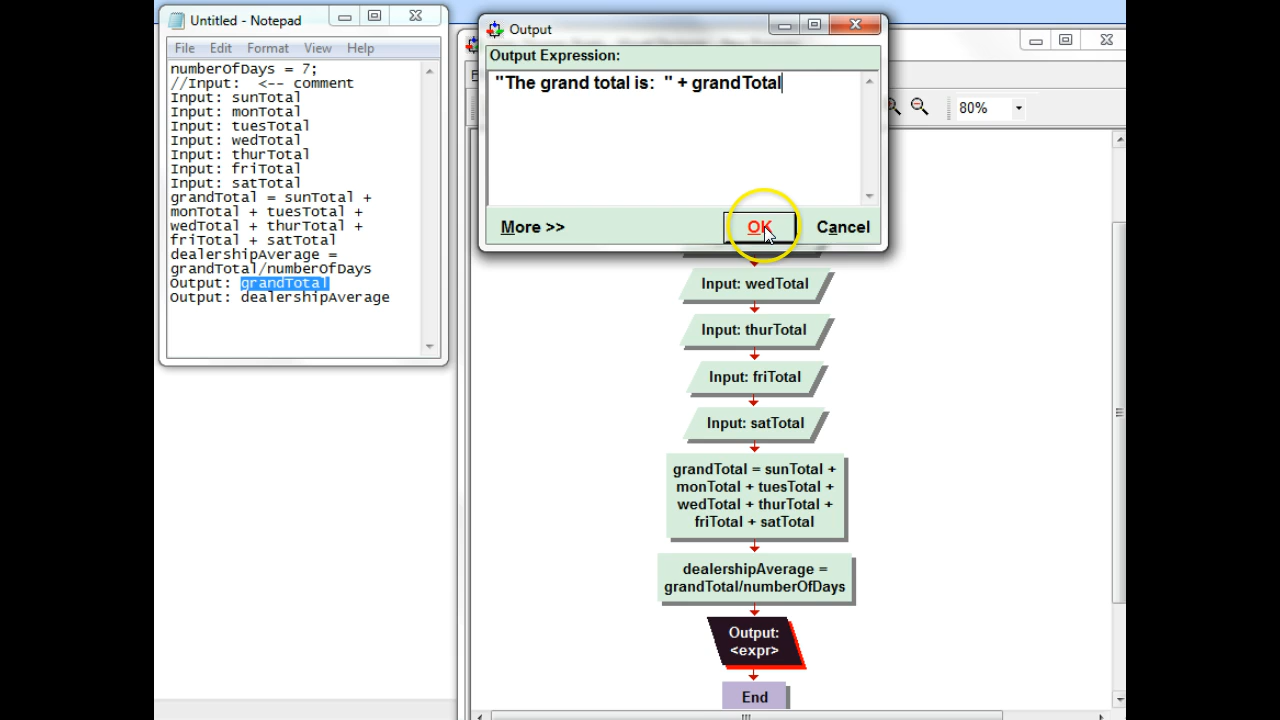 Untitled - Notepad
File Edit Format View Help
numberOfDays = 7;
//Input:  <-- comment
Input: sunTotal
Input: monTotal
Input: tuesTotal
Input: wedTotal
Input: thurTotal
Input: friTotal
Input: satTotal
grandTotal = sunTotal +
monTotal + tuesTotal +
wedTotal + thurTotal +
friTotal + satTotal
dealershipAverage =
grandTotal/numberOfDays
Output: grandTotal
Output: dealershipAverage
Output
Output Expression:
"The grand total is:  " + grandTotal
More >> OK Cancel
80%
Input: wedTotal
Input: thurTotal
Input: friTotal
Input: satTotal
grandTotal = sunTotal +
monTotal + tuesTotal +
wedTotal + thurTotal +
friTotal + satTotal
dealershipAverage =
grandTotal/numberOfDays
Output:
<expr>
End